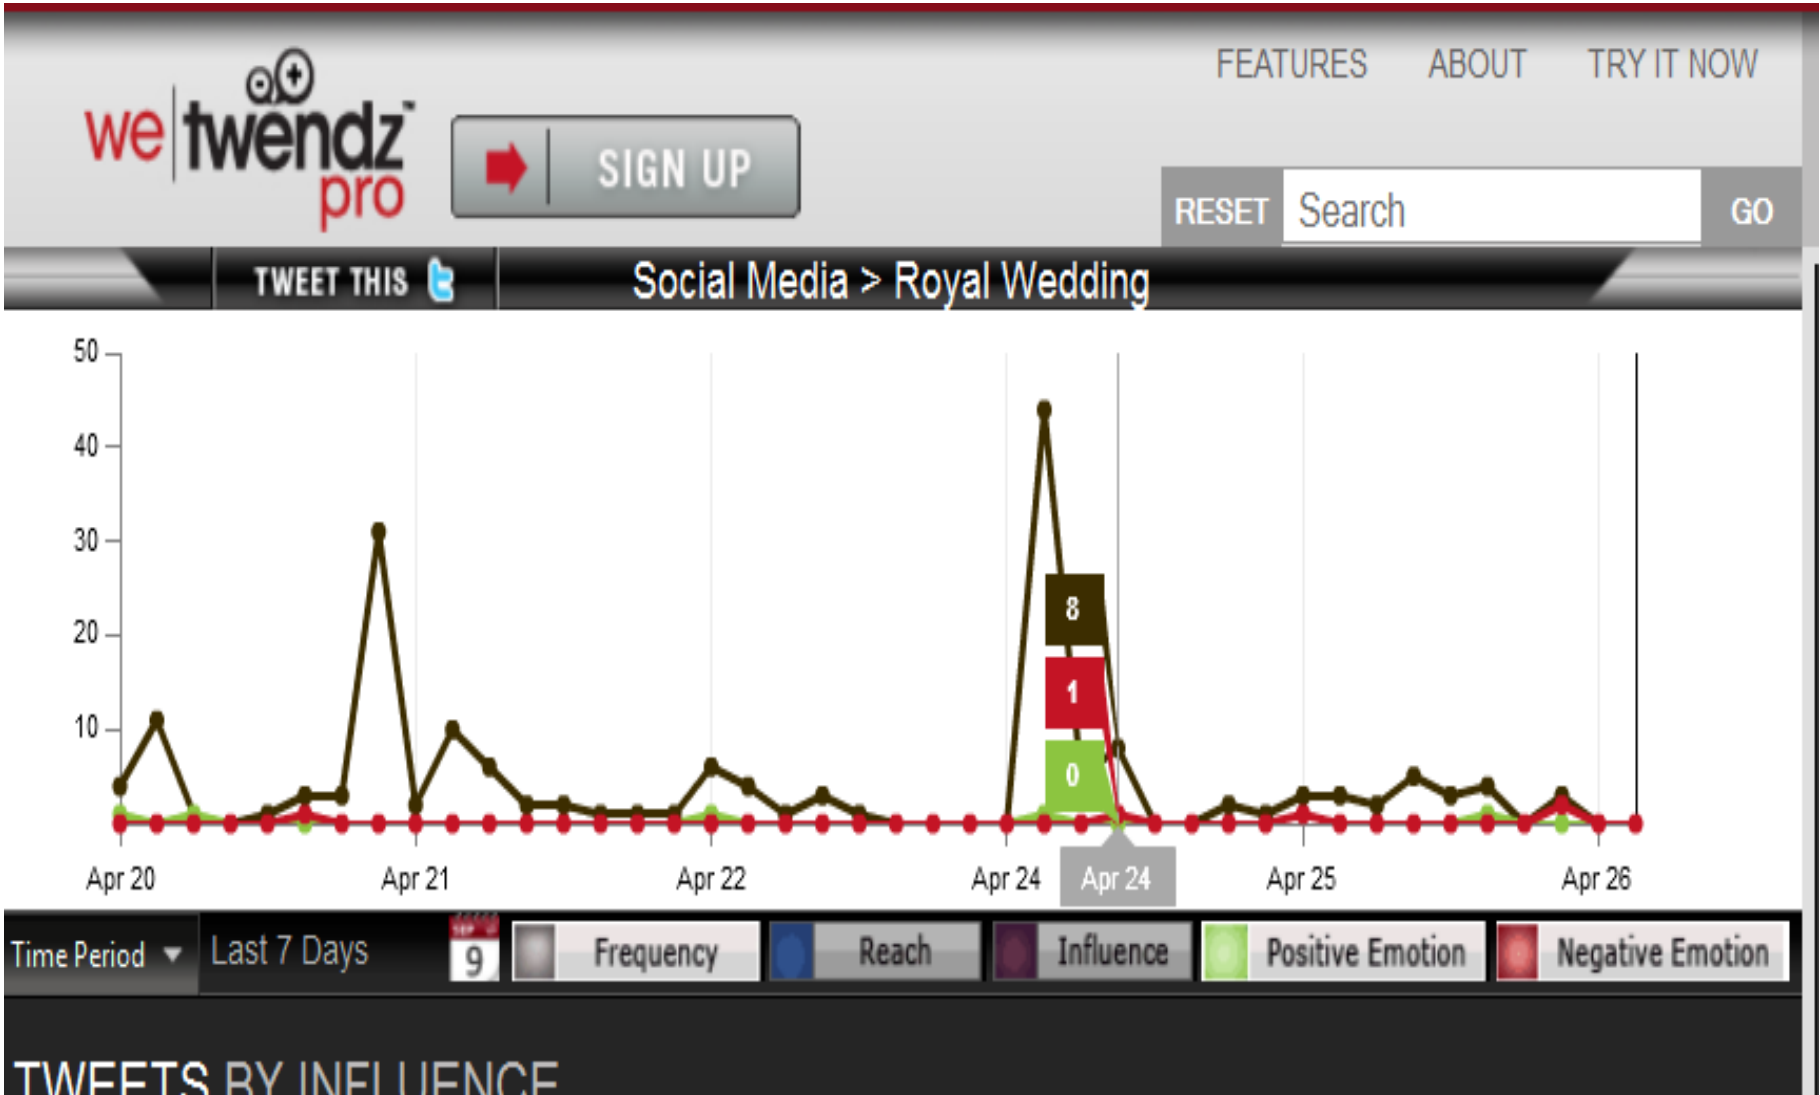 FEATURES ABOUT TRY IT NOW
we twendz™
pro
SIGN UP
RESET Search GO
TWEET THIS Social Media > Royal Wedding
50
40
30
20
10
8
1
0
Apr 20 Apr 21 Apr 22 Apr 24 Apr 24 Apr 25 Apr 26
Time Period Last 7 Days SEP 9 Frequency Reach Influence Positive Emotion Negative Emotion
TWEETS BY INFLUENCE